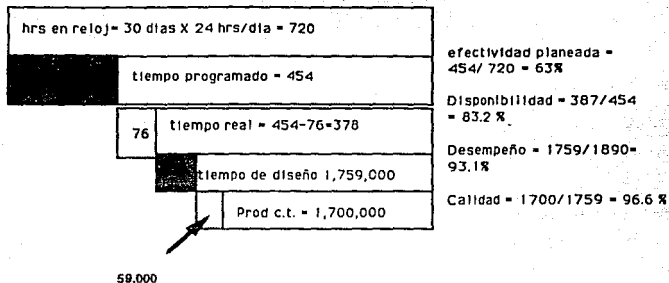 hrs en reloj= 30 dias X 24 hrs/dia = 720
tiempo programado = 454
76
tiempo real = 454-76=378
tiempo de diseño 1,759,000
Prod c.t. = 1,700,000
59.000
efectividad planeada =
454/ 720 = 63%
Disponibilidad = 387/454
= 83.2 %
Desempeño = 1759/1890=
93.1%
Calidad = 1700/1759 = 96.6 %